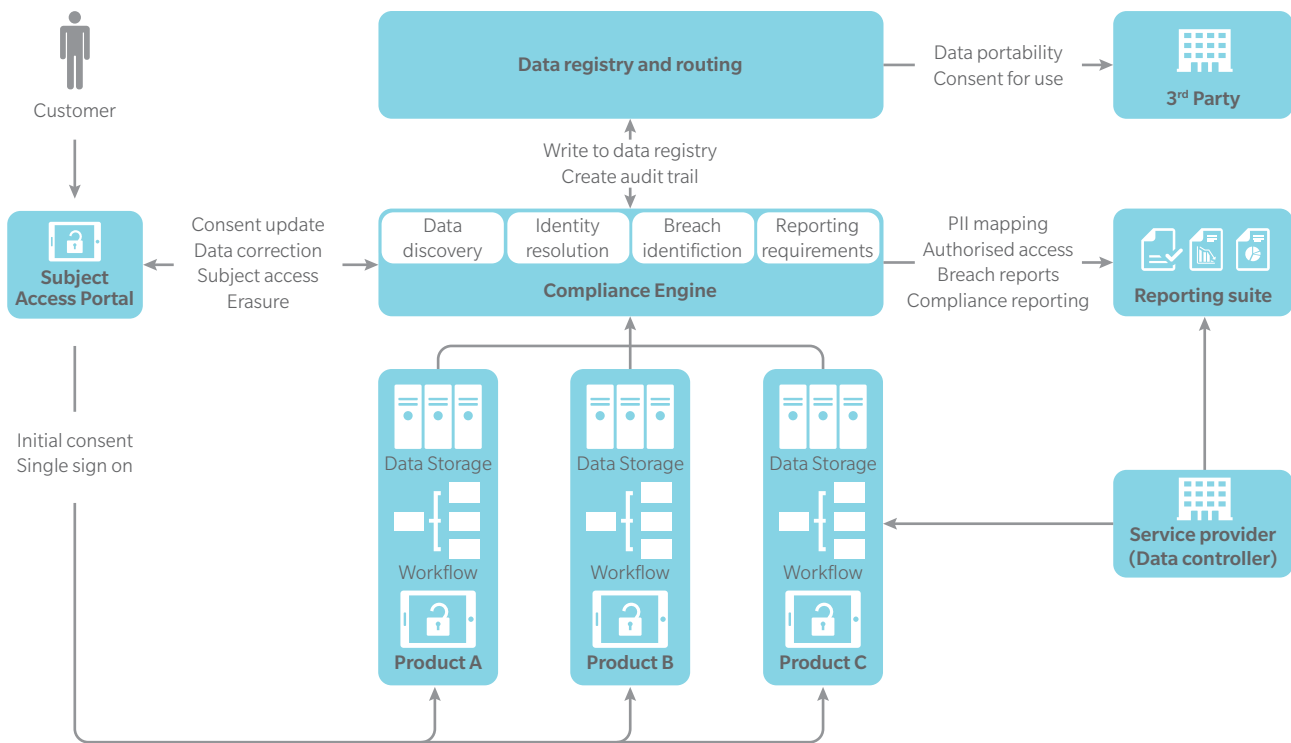 Customer
Data registry and routing
Data portability
Consent for use
3rd Party
Write to data registry
Create audit trail
Subject
Access Portal
Consent update
Data correction
Subject access
Erasure
Data
discovery
Identity
resolution
Breach
identifiction
Reporting
requirements
Compliance Engine
PII mapping
Authorised access
Breach reports
Compliance reporting
Reporting suite
Initial consent
Single sign on
Data Storage
Workflow
Product A
Data Storage
Workflow
Product B
Data Storage
Workflow
Product C
Service provider
(Data controller)